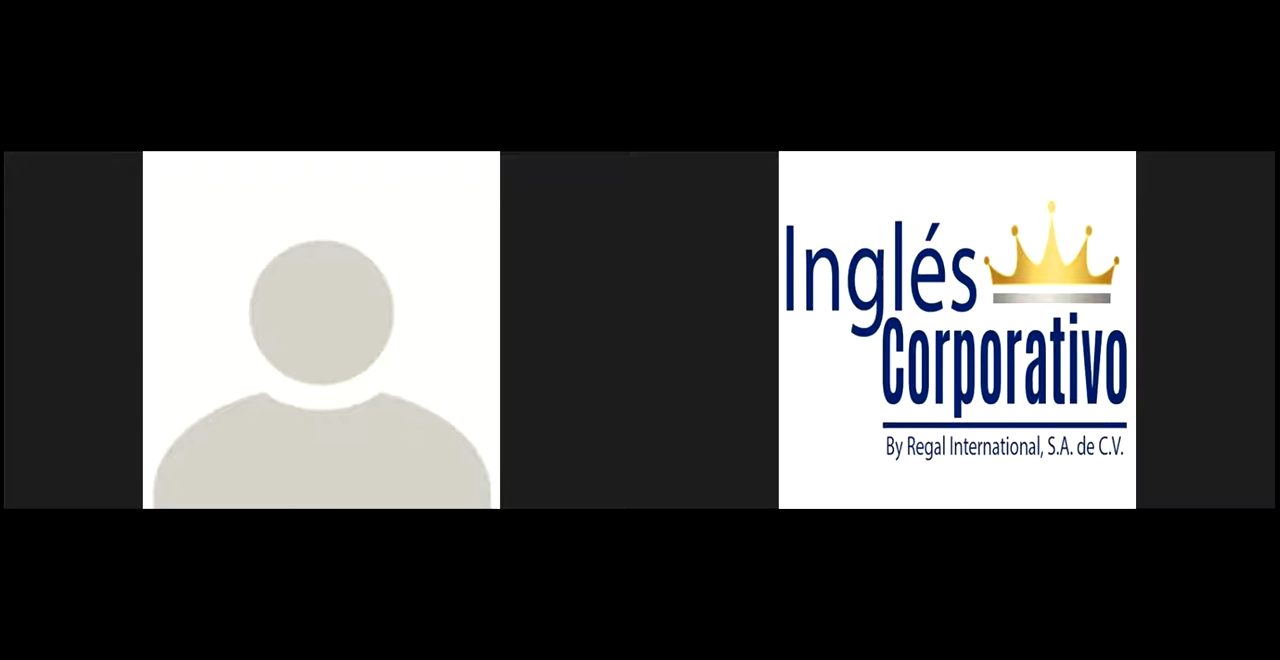 Inglés
Corporativo
By Regal International, S.A. de C.V.